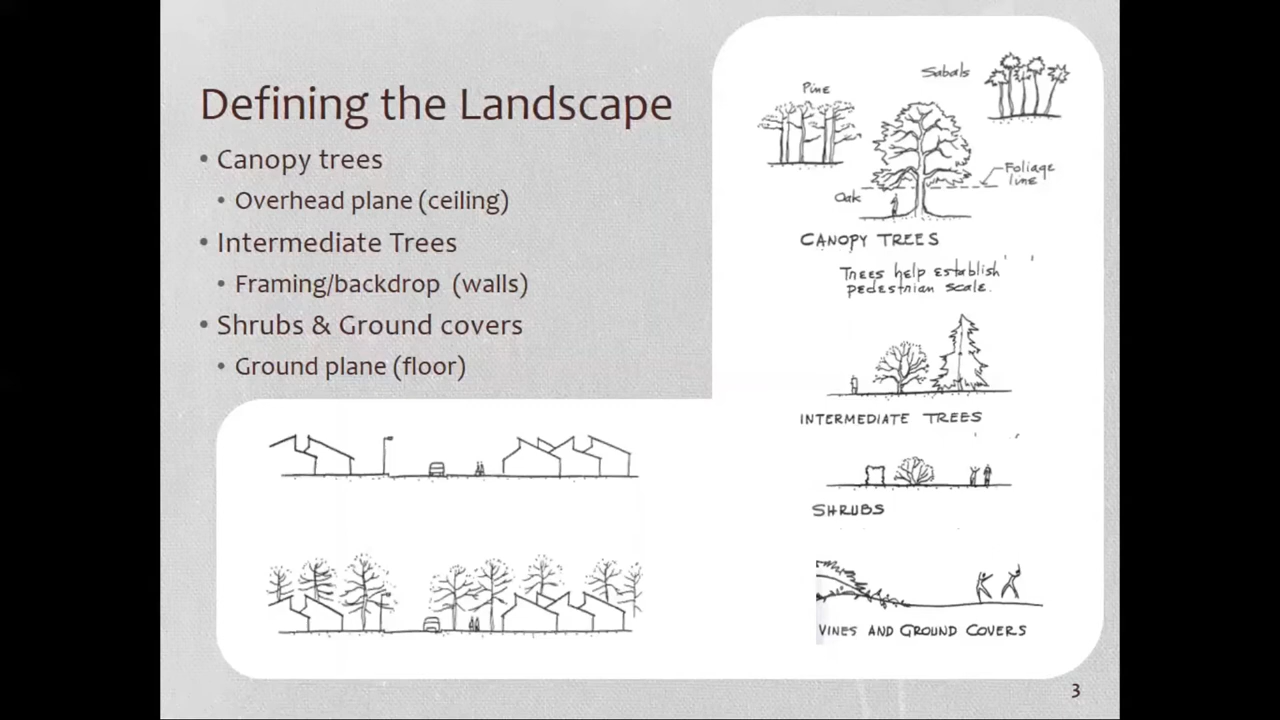 Defining the Landscape
• Canopy trees
• Overhead plane (ceiling)
• Intermediate Trees
• Framing/backdrop (walls)
• Shrubs & Ground covers
• Ground plane (floor)
Sabals
Pine
Foliage
line
Oak
CANOPY TREES
Trees help establish
pedestrian scale.
INTERMEDIATE TREES
SHRUBS
VINES AND GROUND COVERS
3